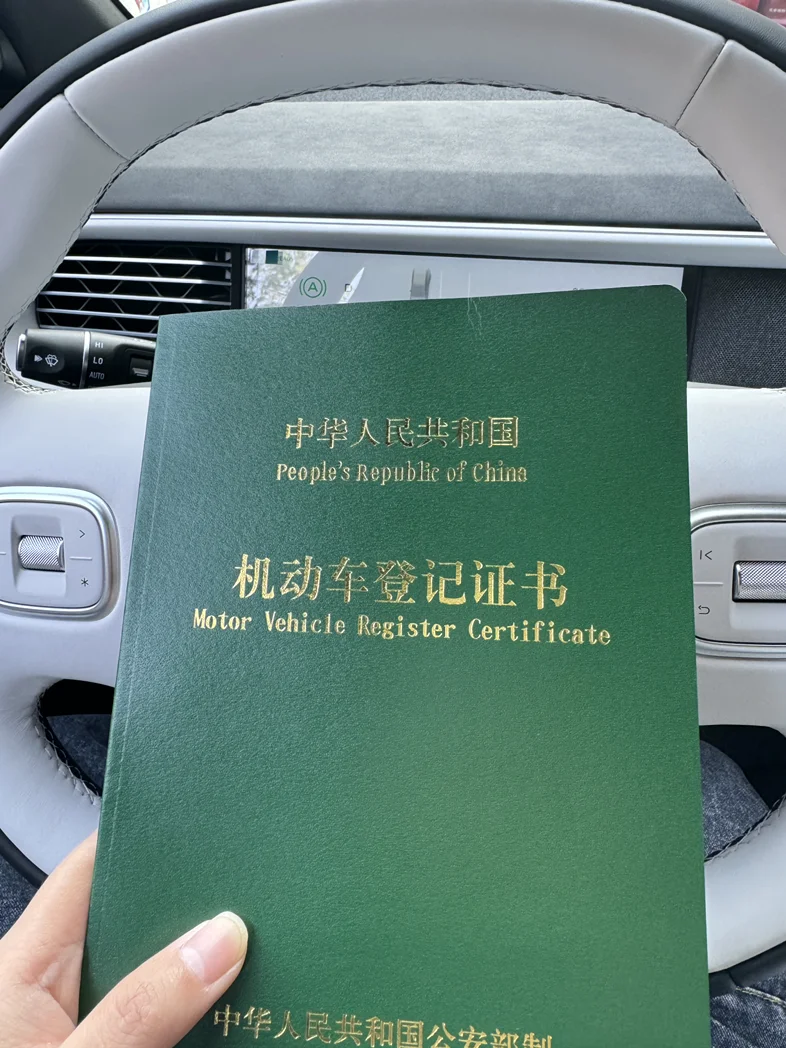 A
D
HI
LO
AUTO
中华人民共和国
People's Republic of China
机动车登记证书
Motor Vehicle Register Certificate
中华人民共和国公安部制